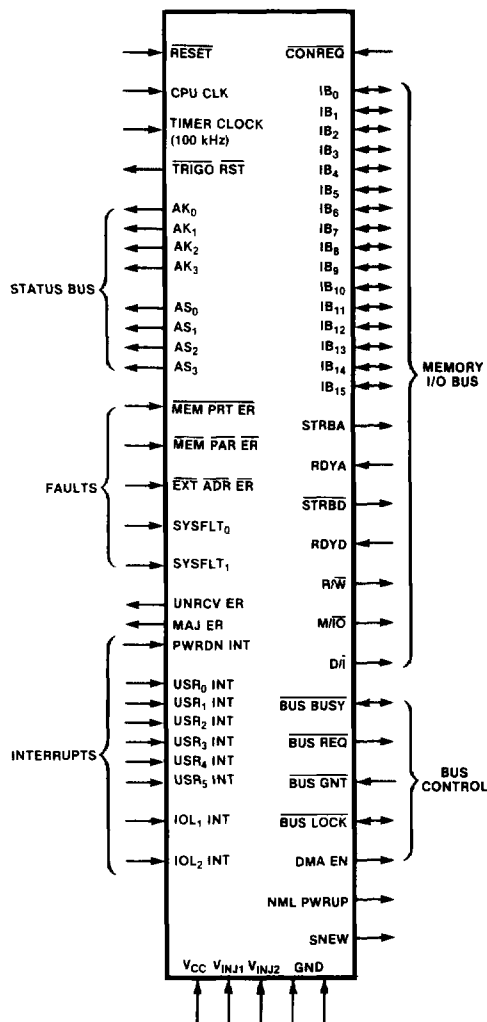 RESET
CPU CLK
TIMER CLOCK
(100 kHz)
TRIGO RST
STATUS BUS
AK0
AK1
AK2
AK3
AS0
AS1
AS2
AS3
FAULTS
MEM PRT ER
MEM PAR ER
EXT ADR ER
SYSFLT0
SYSFLT1
UNRCV ER
MAJ ER
INTERRUPTS
PWRDN INT
USR0 INT
USR1 INT
USR2 INT
USR3 INT
USR4 INT
USR5 INT
IOL1 INT
IOL2 INT
CONREQ
IB0
IB1
IB2
IB3
IB4
IB5
IB6
IB7
IB8
IB9
IB10
IB11
IB12
IB13
IB14
IB15
STRBA
RDYA
STRBD
RDYD
R/W
M/IO
D/I
MEMORY
I/O BUS
BUS BUSY
BUS REQ
BUS GNT
BUS LOCK
DMA EN
BUS
CONTROL
NML PWRUP
SNEW
VCC VINJ1 VINJ2 GND